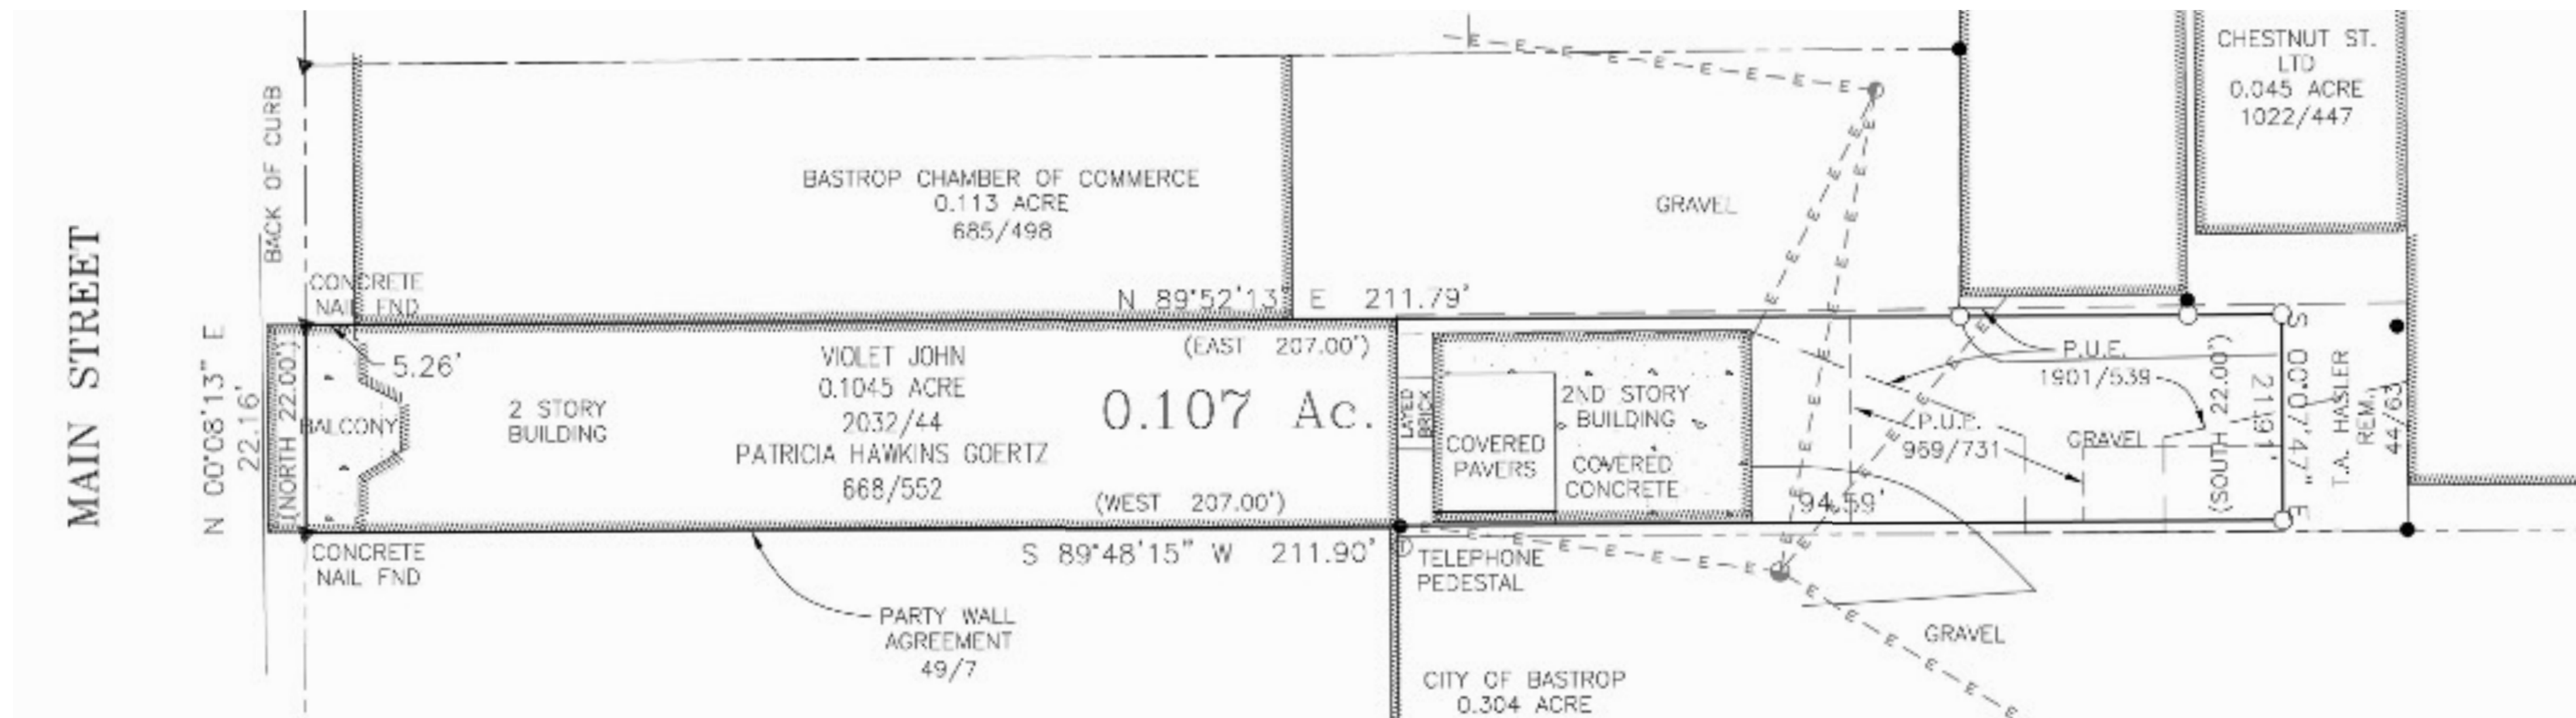 MAIN STREET
BACK OF CURB
N 00°08'13" E
22.16'
(NORTH 22.00')
CONCRETE
NAIL FND
5.26'
BALCONY
CONCRETE
NAIL FND
2 STORY
BUILDING
BASTROP CHAMBER OF COMMERCE
0.113 ACRE
685/498
N 89°52'13 E 211.79'
(EAST 207.00')
VIOLET JOHN
0.1045 ACRE
2032/44
PATRICIA HAWKINS GOERTZ
668/552
0.107 Ac.
(WEST 207.00')
S 89°48'15" W 211.90'
PARTY WALL
AGREEMENT
49/7
LAYED
BRICK
COVERED
PAVERS
2ND STORY
BUILDING
COVERED
CONCRETE
94.59'
TELEPHONE
PEDESTAL
CITY OF BASTROP
0.304 ACRE
GRAVEL
GRAVEL
GRAVEL
P.U.E.
1901/539
P.U.E.
969/731
(SOUTH 22.00')
21.91'
S 00°07'47" E
T.A. HASLER
REM.,
44/63
CHESTNUT ST.
LTD
0.045 ACRE
1022/447